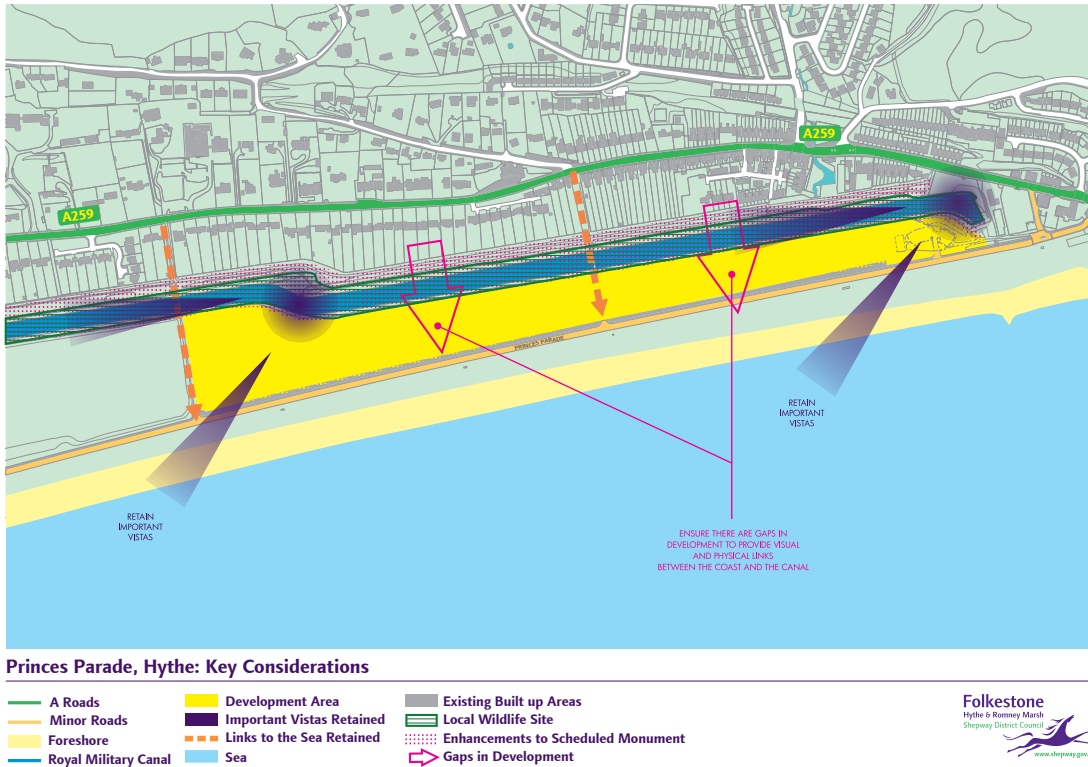 A259
A259
PRINCES PARADE
RETAIN
IMPORTANT
VISTAS
RETAIN
IMPORTANT
VISTAS
ENSURE THERE ARE GAPS IN
DEVELOPMENT TO PROVIDE VISUAL
AND PHYSICAL LINKS
BETWEEN THE COAST AND THE CANAL
Princes Parade, Hythe: Key Considerations
A Roads
Minor Roads
Foreshore
Royal Military Canal
Development Area
Important Vistas Retained
Links to the Sea Retained
Sea
Existing Built up Areas
Local Wildlife Site
Enhancements to Scheduled Monument
Gaps in Development
Folkestone
Hythe & Romney Marsh
Shepway District Council
www.shepway.gov.